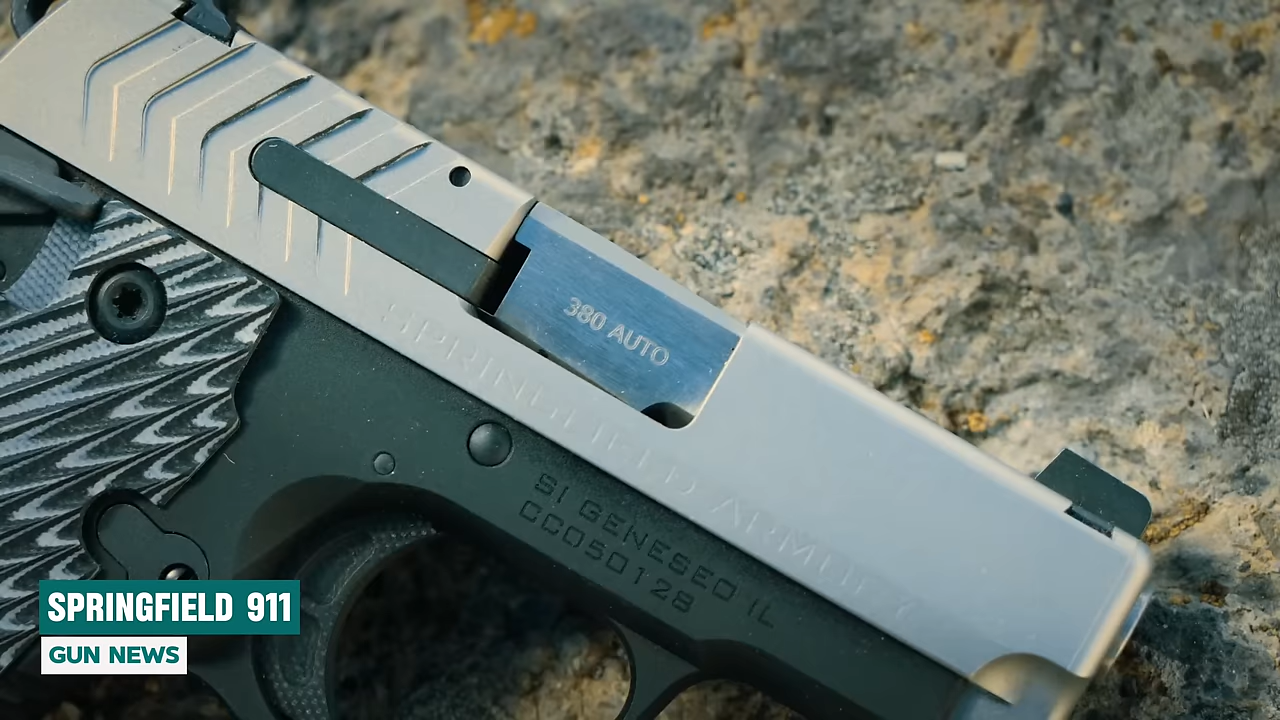 380 AUTO
SPRINGFIELD ARMORY
SI GENESEO IL
CC050128
SPRINGFIELD 911
GUN NEWS